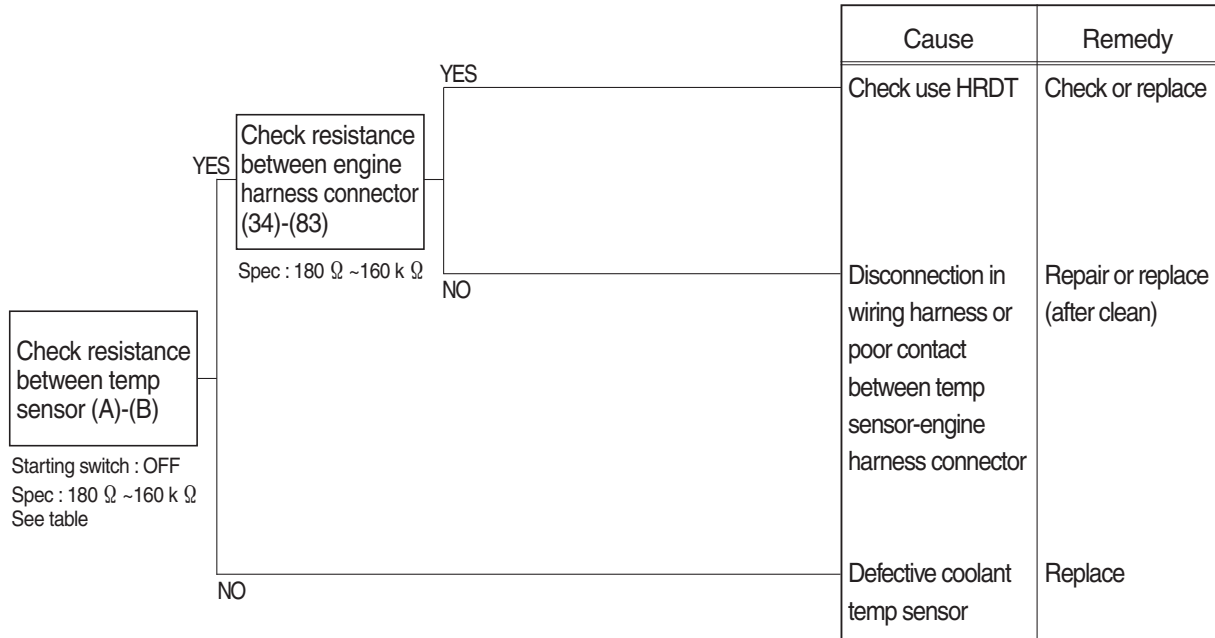 Cause Remedy
YES
Check use HRDT Check or replace
Check resistance
between engine
harness connector
(34)-(83)
YES
Spec : 180 Ω ~160 k Ω
NO
Disconnection in Repair or replace
wiring harness or (after clean)
poor contact
between temp
sensor-engine
harness connector
Check resistance
between temp
sensor (A)-(B)
Starting switch : OFF
Spec : 180 Ω ~160 k Ω
See table
NO
Defective coolant Replace
temp sensor